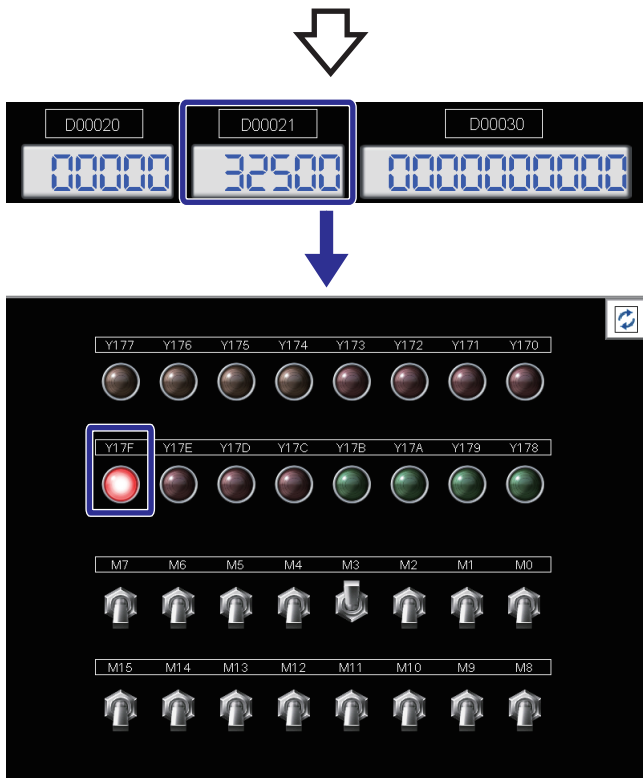 D00020 D00021 D00030
00000 32500 0000000000
Y177 Y176 Y175 Y174 Y173 Y172 Y171 Y170
Y17F Y17E Y17D Y17C Y17B Y17A Y179 Y178
M7 M6 M5 M4 M3 M2 M1 M0
M15 M14 M13 M12 M11 M10 M9 M8